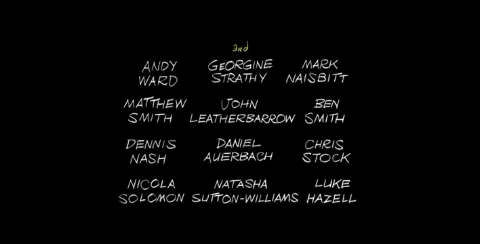 and
ANDY GEORGINE MARK
WARD STRATHY NAISBITT
MATTHEW JOHN BEN
SMITH LEATHERBARROW SMITH
DENNIS DANIEL CHRIS
NASH AUERBACH STOCK
NICOLA NATASHA LUKE
SOLOMON SUTTON-WILLIAMS HAZELL